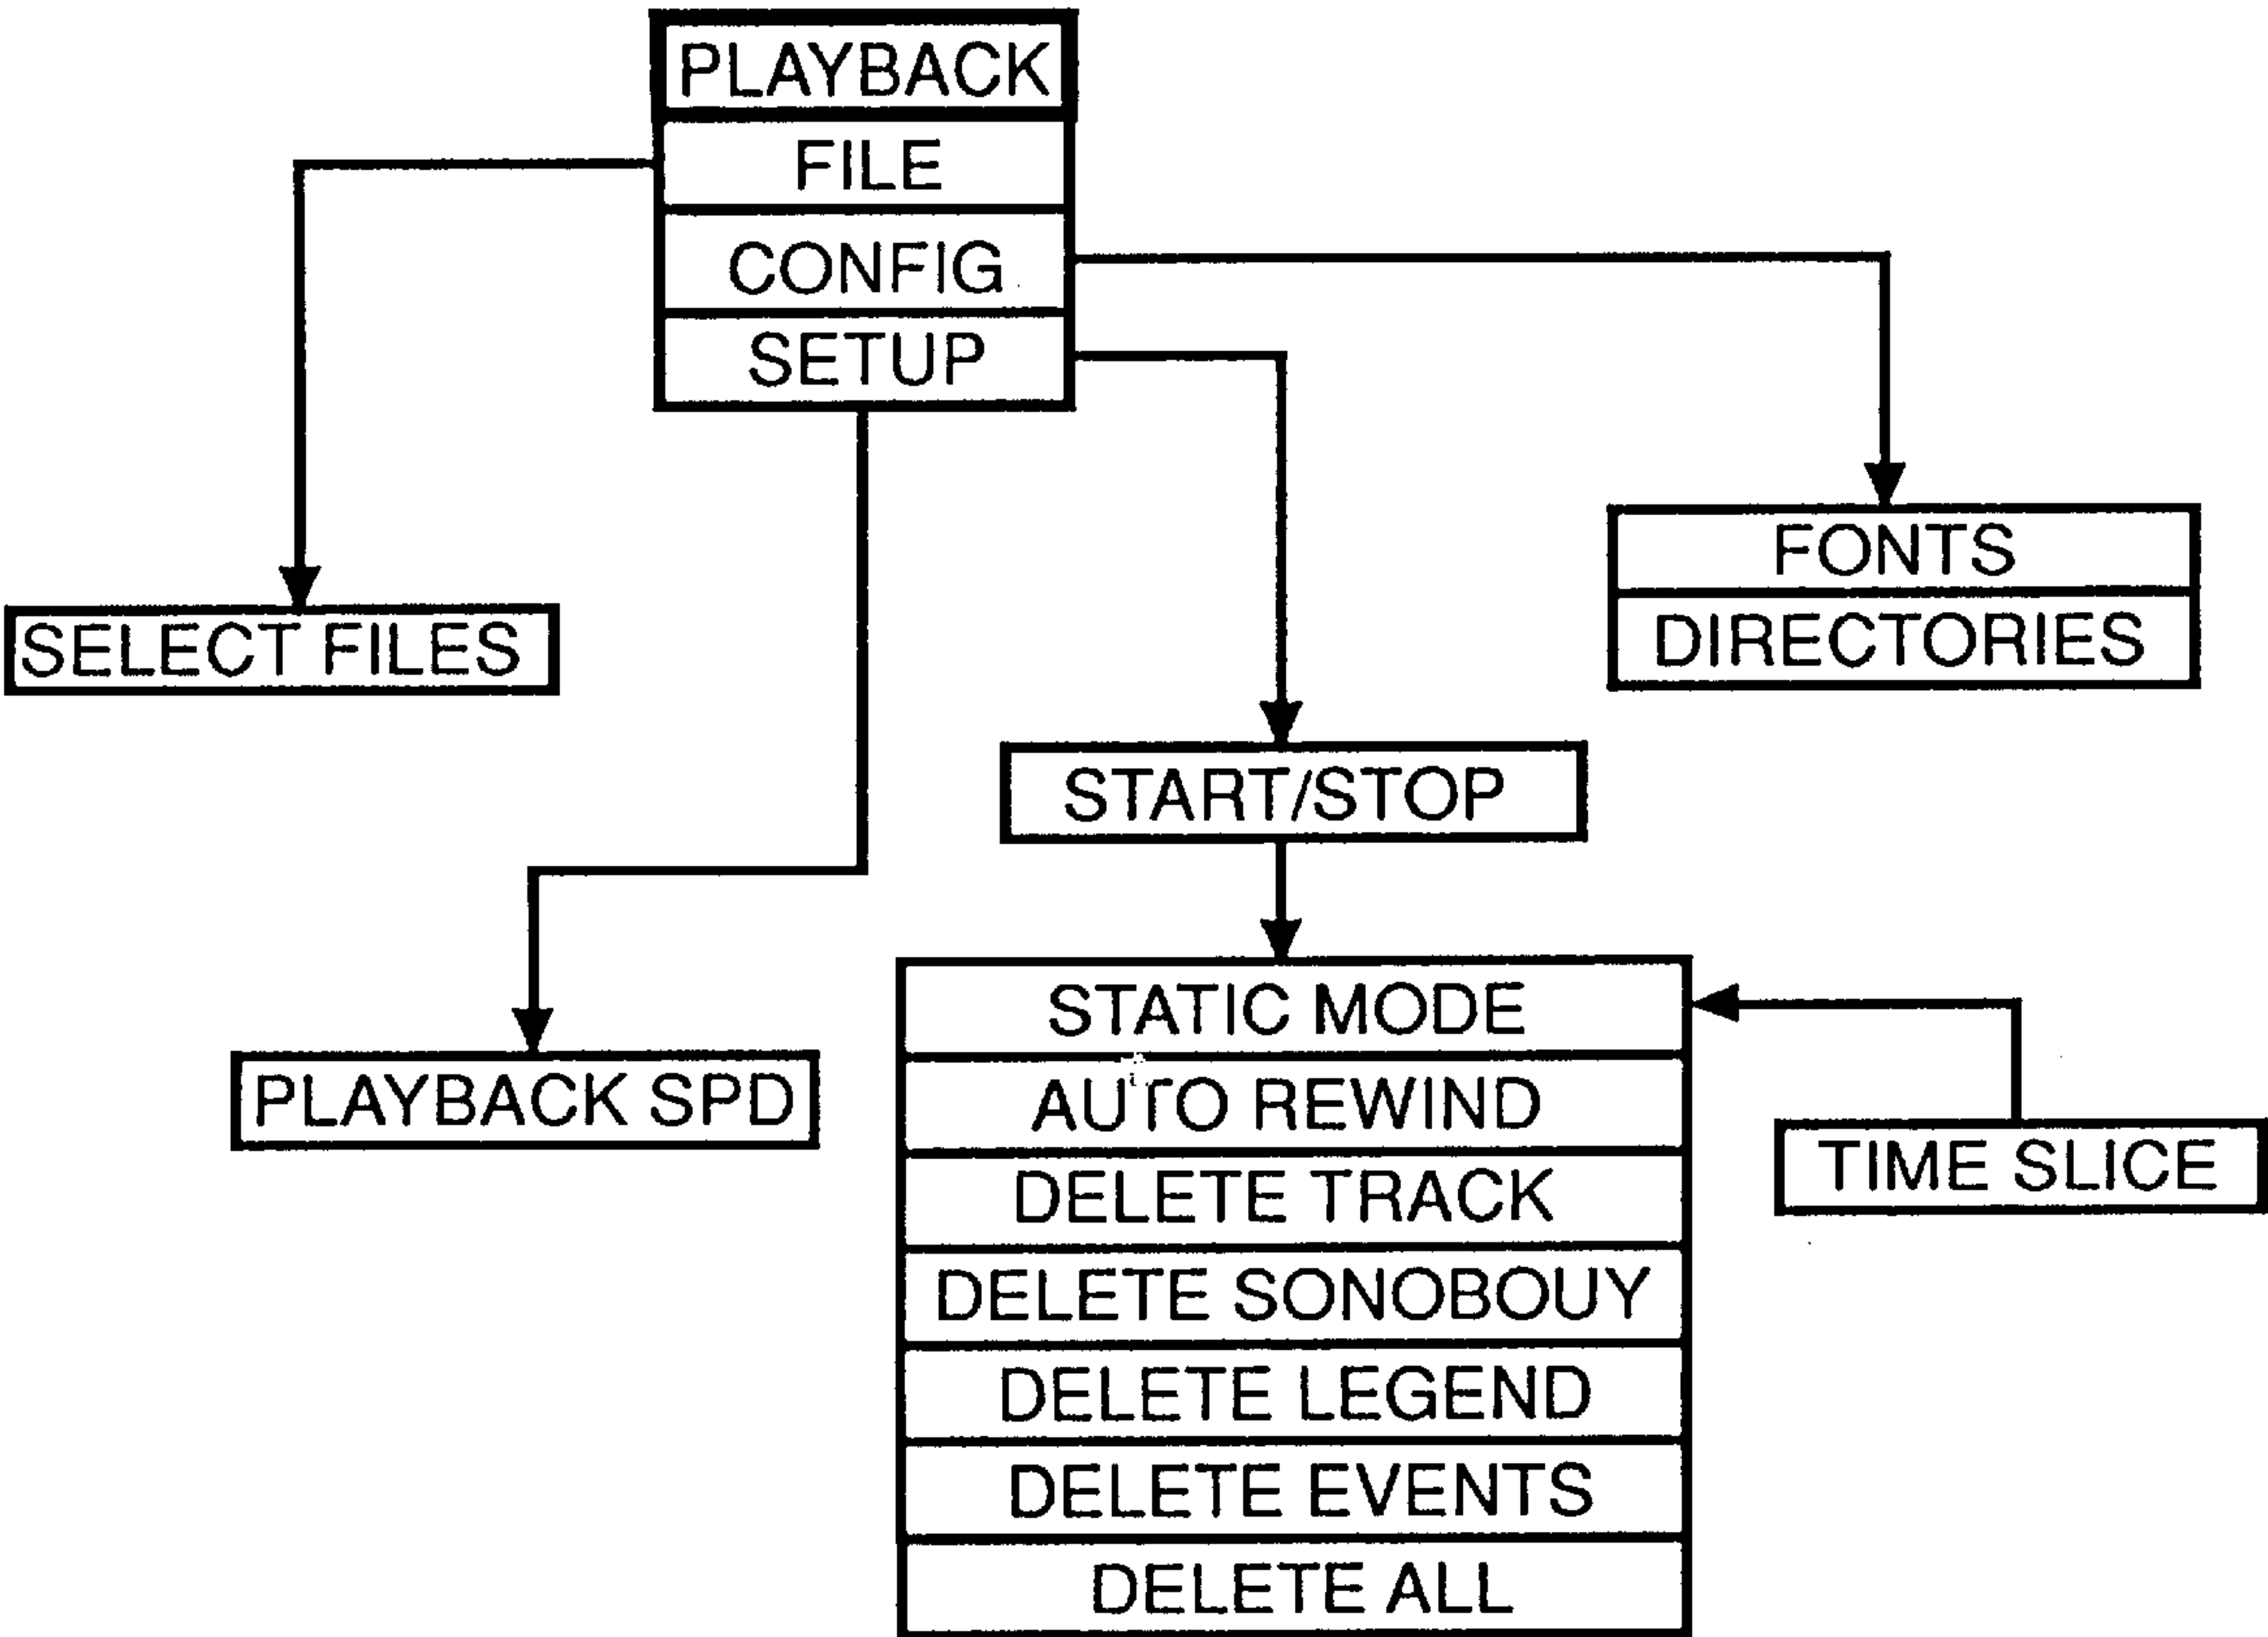 PLAYBACK
FILE
CONFIG
SETUP
SELECT FILES
FONTS
DIRECTORIES
START/STOP
PLAYBACK SPD
STATIC MODE
AUTO REWIND
DELETE TRACK
DELETE SONOBOUY
DELETE LEGEND
DELETE EVENTS
DELETE ALL
TIME SLICE